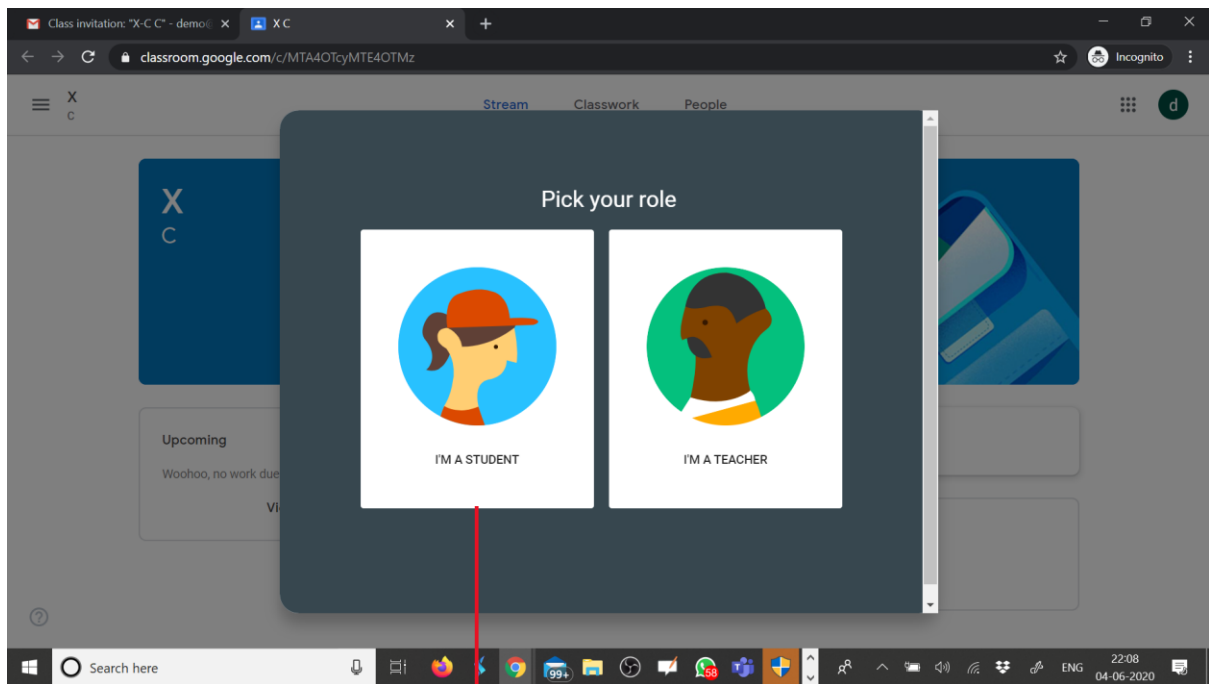 Class invitation: "X-C C" - demo
X C
classroom.google.com/c/MTA4OTcyMTE4OTMz
Incognito
X
C
Stream Classwork People
d
X
C
Pick your role
I'M A STUDENT
I'M A TEACHER
Upcoming
Woohoo, no work due
Vi
Search here
99+
58
ENG
22:08
04-06-2020